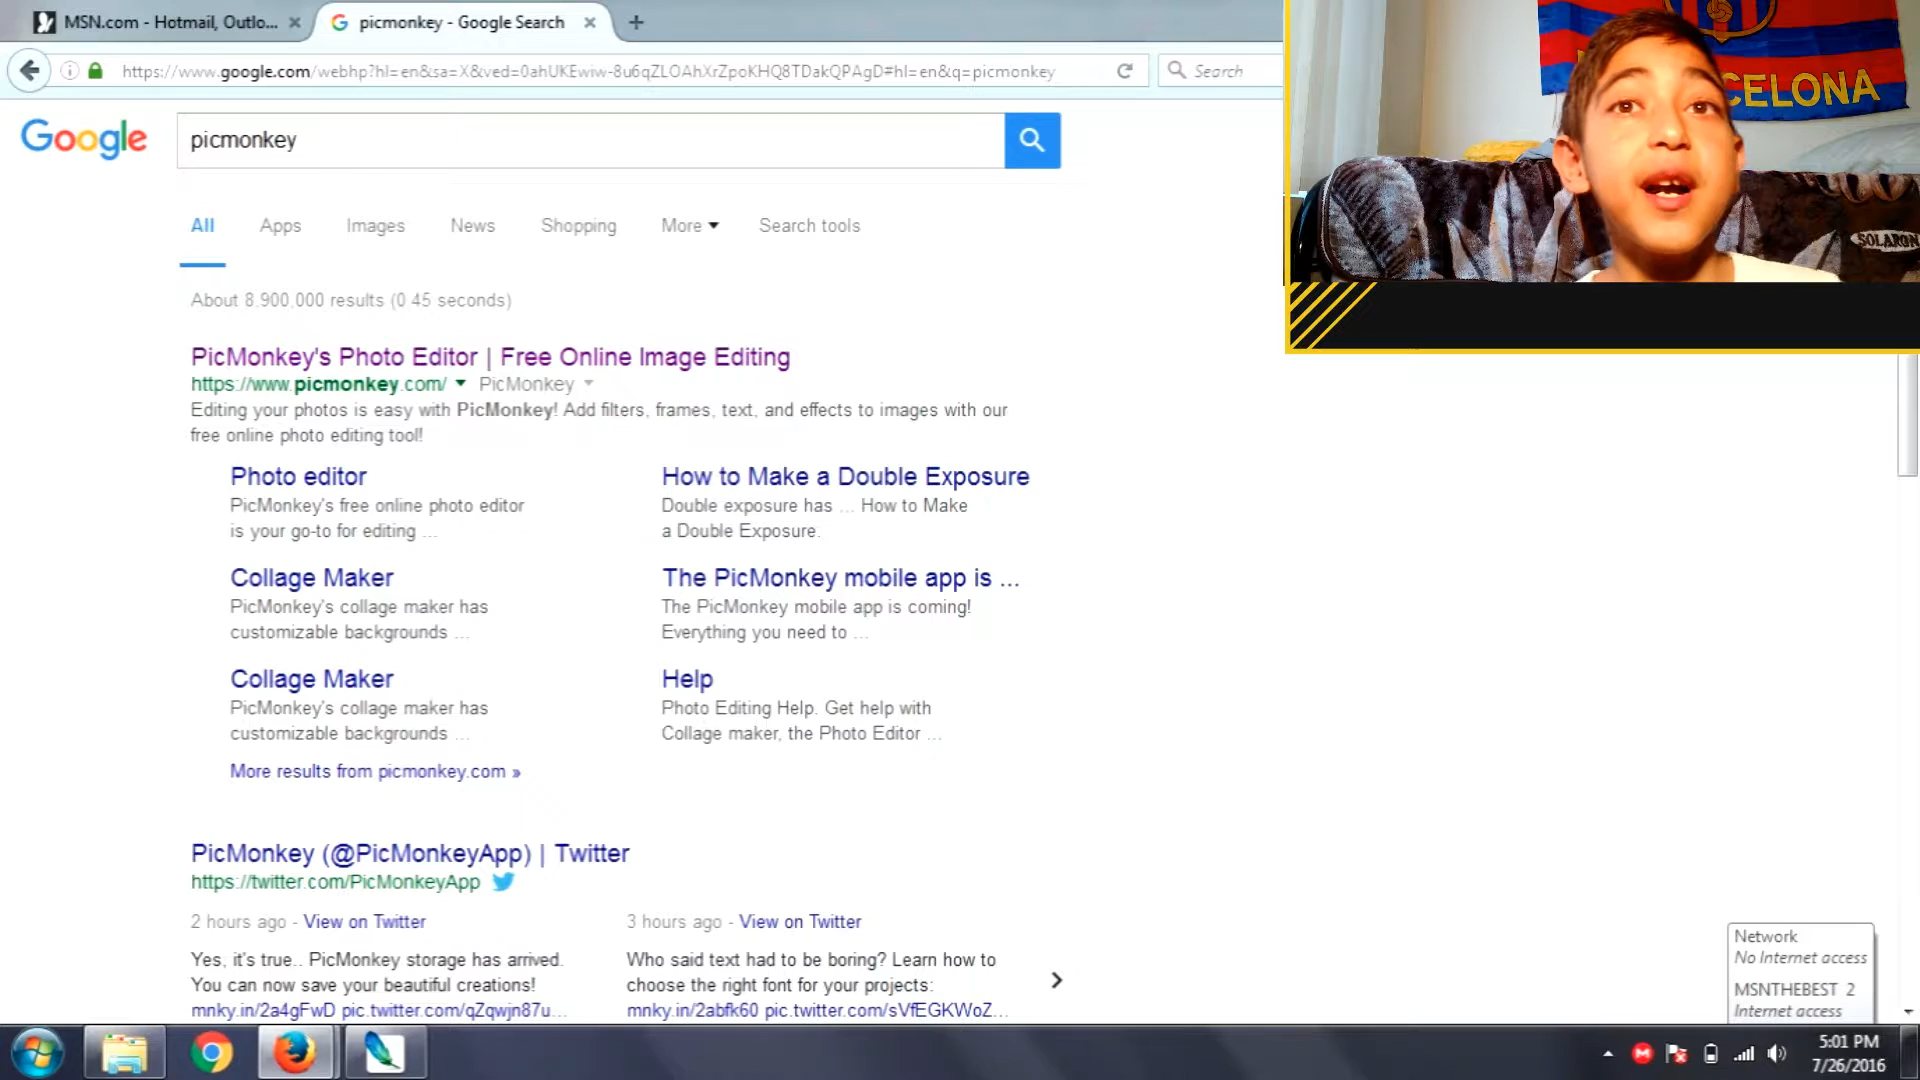 MSN.com - Hotmail, Outlo...
picmonkey - Google Search
https://www.google.com/webhp?hl=en&sa=X&ved=0ahUKEwiw-8u6qZLOAhXrZpoKHQ8TDakQPAgD#hl=en&q=picmonkey
Search
CELONA
SOLARON
Google
picmonkey
All Apps Images News Shopping More Search tools
About 8.900.000 results (0 45 seconds)
PicMonkey's Photo Editor | Free Online Image Editing
https://www.picmonkey.com/ PicMonkey
Editing your photos is easy with PicMonkey! Add filters, frames, text, and effects to images with our
free online photo editing tool!
Photo editor
PicMonkey's free online photo editor
is your go-to for editing ...
How to Make a Double Exposure
Double exposure has ... How to Make
a Double Exposure.
Collage Maker
PicMonkey's collage maker has
customizable backgrounds ...
The PicMonkey mobile app is ...
The PicMonkey mobile app is coming!
Everything you need to ...
Collage Maker
PicMonkey's collage maker has
customizable backgrounds ...
Help
Photo Editing Help. Get help with
Collage maker, the Photo Editor ...
More results from picmonkey.com »
PicMonkey (@PicMonkeyApp) | Twitter
https://twitter.com/PicMonkeyApp
2 hours ago - View on Twitter
Yes, it's true.. PicMonkey storage has arrived.
You can now save your beautiful creations!
mnky.in/2a4gFwD pic.twitter.com/qZqwjn87u...
3 hours ago - View on Twitter
Who said text had to be boring? Learn how to
choose the right font for your projects:
mnky.in/2abfk60 pic.twitter.com/sVfEGKWoZ...
Network
No Internet access
MSNTHEBEST 2
Internet access
5:01 PM
7/26/2016